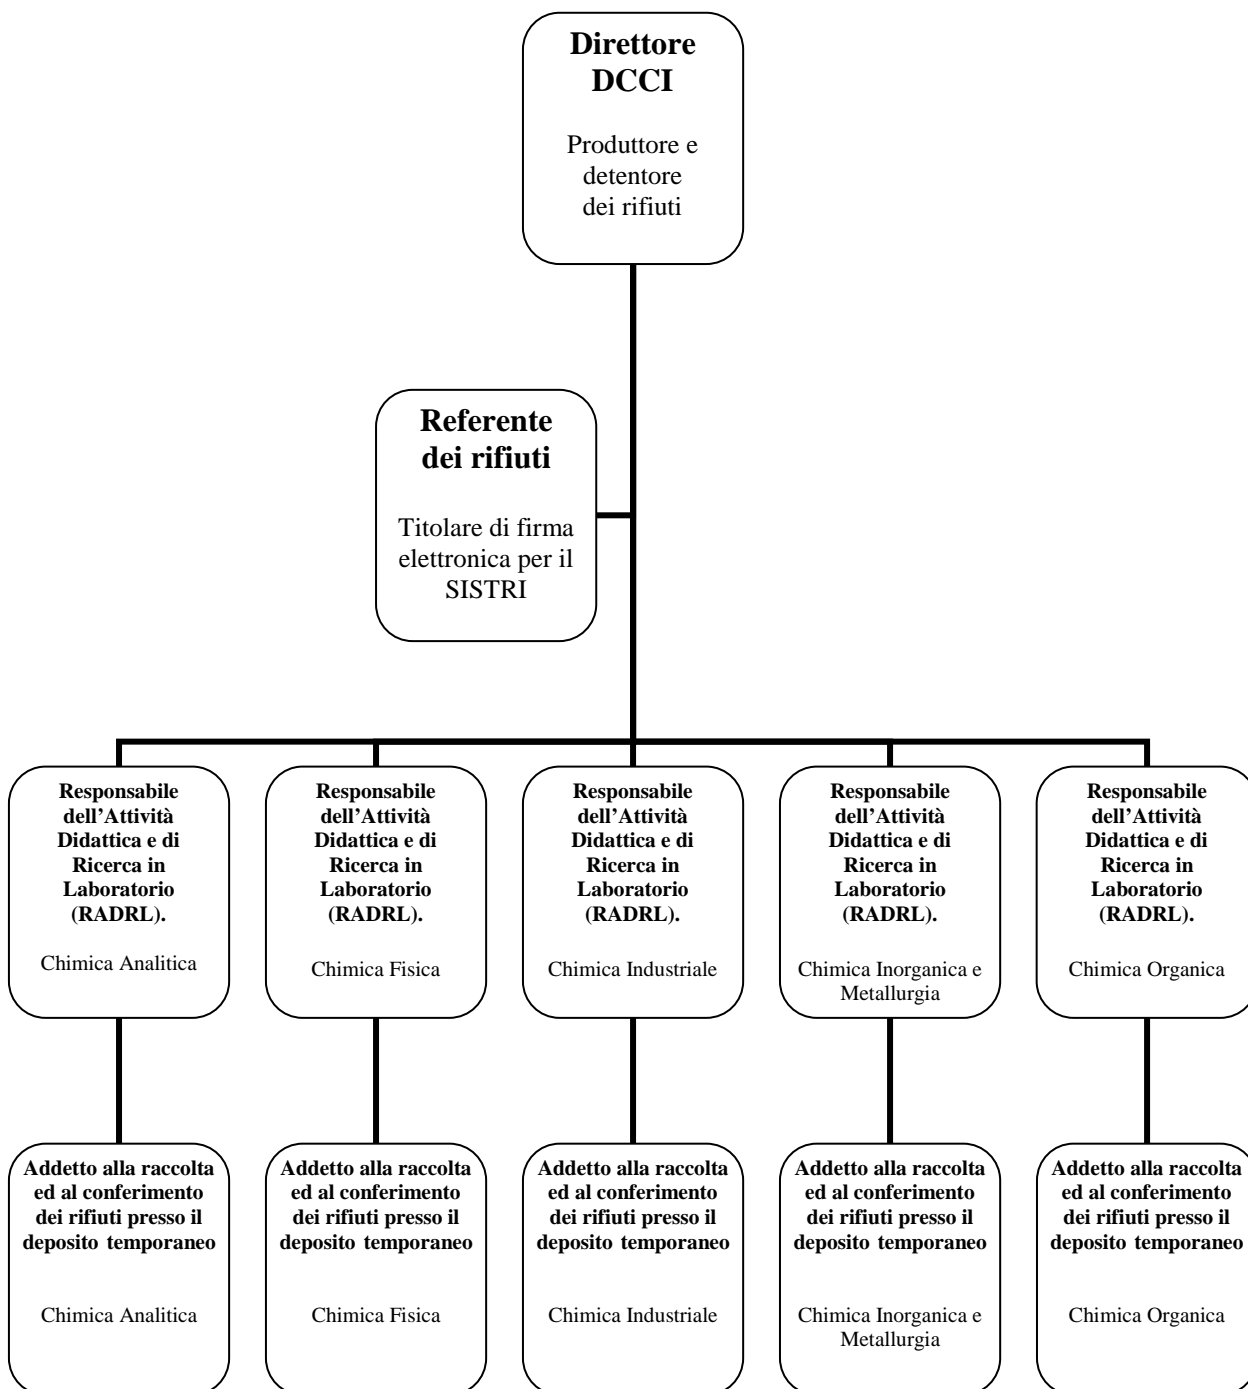 Direttore
DCCI
Produttore e
detentore
dei rifiuti
Referente
dei rifiuti
Titolare di firma
elettronica per il
SISTRI
Responsabile
dell’Attività
Didattica e di
Ricerca in
Laboratorio
(RADRL).
Chimica Analitica
Responsabile
dell’Attività
Didattica e di
Ricerca in
Laboratorio
(RADRL).
Chimica Fisica
Responsabile
dell’Attività
Didattica e di
Ricerca in
Laboratorio
(RADRL).
Chimica Industriale
Responsabile
dell’Attività
Didattica e di
Ricerca in
Laboratorio
(RADRL).
Chimica Inorganica e
Metallurgia
Responsabile
dell’Attività
Didattica e di
Ricerca in
Laboratorio
(RADRL).
Chimica Organica
Addetto alla raccolta
ed al conferimento
dei rifiuti presso il
deposito temporaneo
Chimica Analitica
Addetto alla raccolta
ed al conferimento
dei rifiuti presso il
deposito temporaneo
Chimica Fisica
Addetto alla raccolta
ed al conferimento
dei rifiuti presso il
deposito temporaneo
Chimica Industriale
Addetto alla raccolta
ed al conferimento
dei rifiuti presso il
deposito temporaneo
Chimica Inorganica e
Metallurgia
Addetto alla raccolta
ed al conferimento
dei rifiuti presso il
deposito temporaneo
Chimica Organica